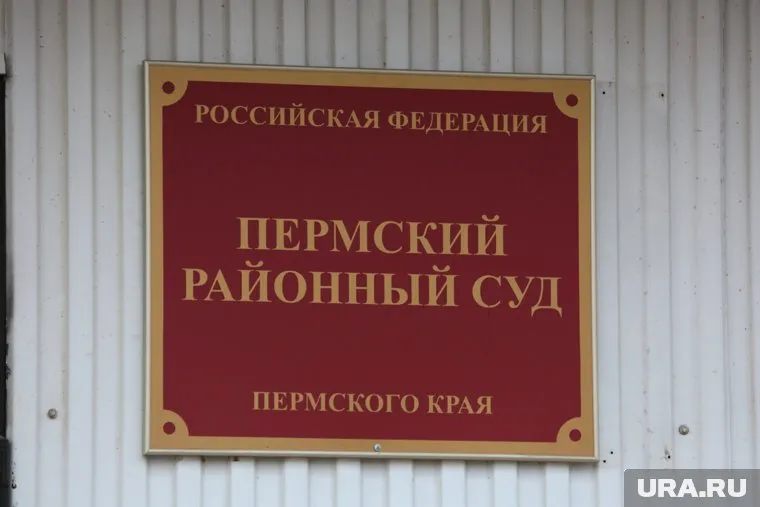 РОССИЙСКАЯ ФЕДЕРАЦИЯ
ПЕРМСКИЙ
РАЙОННЫЙ СУД
ПЕРМСКОГО КРАЯ
URA.RU